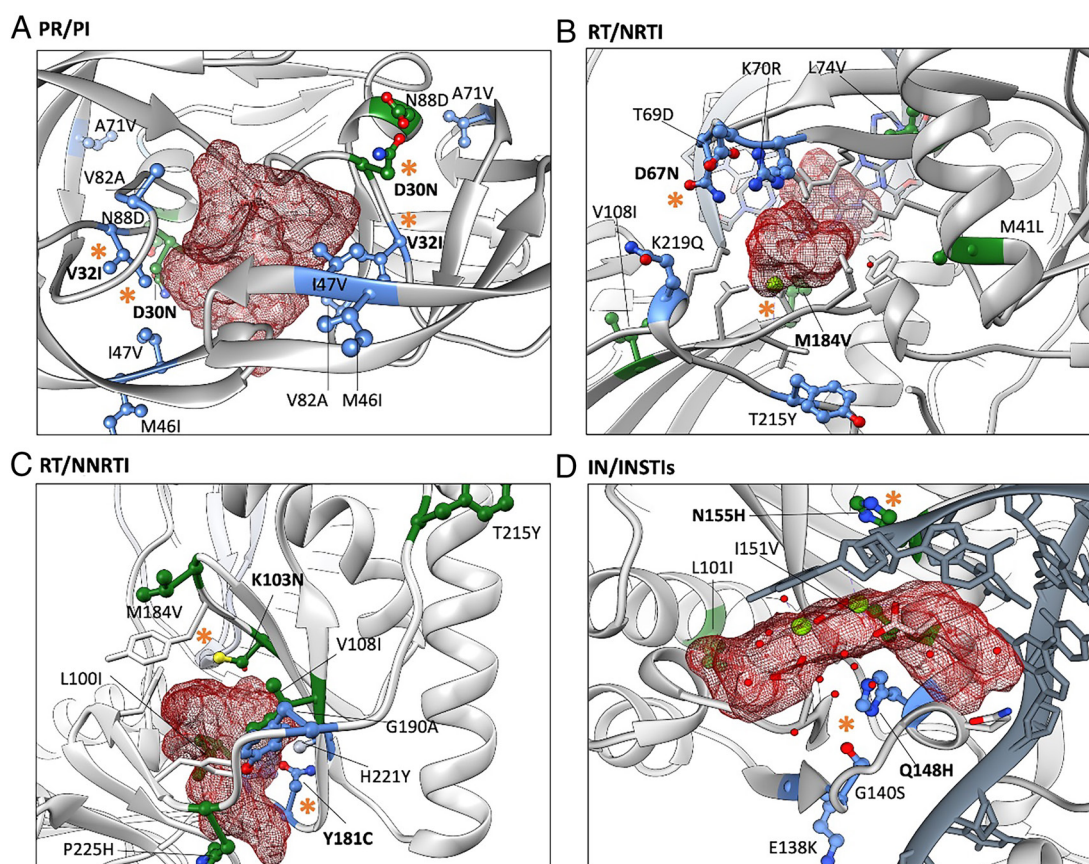 A PR/PI
N88D
A71V
A71V
V82A
D30N
N88D
V32I
V32I
I47V
D30N
I47V
V82A M46I
M46I
B RT/NRTI
K70R L74V
T69D
D67N
V108I
K219Q
M41L
M184V
T215Y
C RT/NNRTI
T215Y
K103N
M184V
V108I
L100I
G190A
H221Y
Y181C
P225H
D IN/INSTIs
N155H
I151V
L101I
Q148H
G140S
E138K